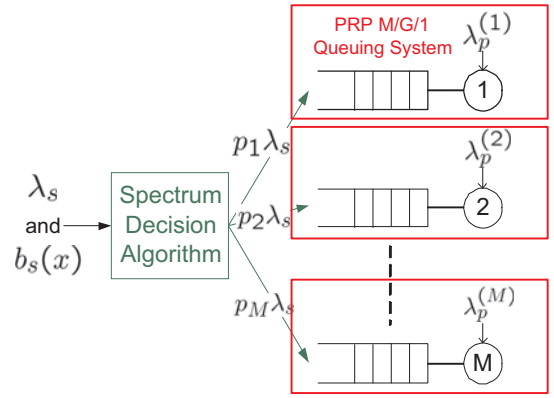 PRP M/G/1
Queuing System
λ_p^{(1)}
1
p_1λ_s
λ_p^{(2)}
λ_s
and
b_s(x)
Spectrum
Decision
Algorithm
p_2λ_s
2
p_Mλ_s
λ_p^{(M)}
M